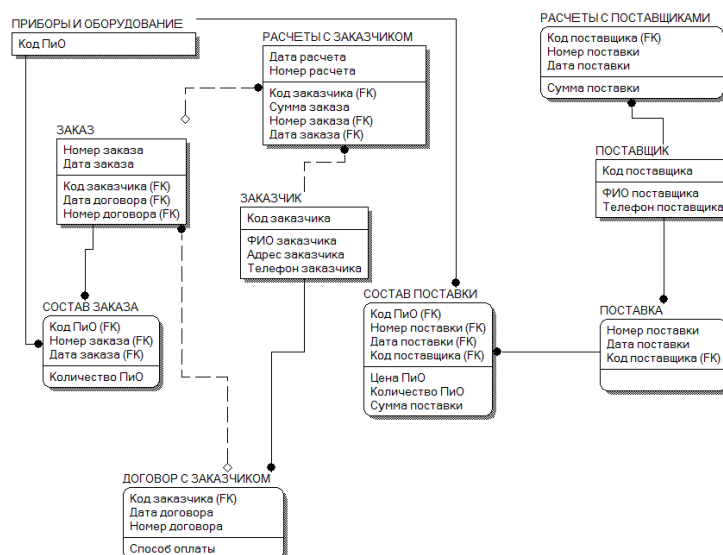 ПРИБОРЫ И ОБОРУДОВАНИЕ
Код ПиО
РАСЧЕТЫ С ЗАКАЗЧИКОМ
Дата расчета
Номер расчета
Код заказчика (FK)
Сумма заказа
Номер заказа (FK)
Дата заказа (FK)
РАСЧЕТЫ С ПОСТАВЩИКАМИ
Код поставщика (FK)
Номер поставки
Дата поставки
Сумма поставки
ЗАКАЗ
Номер заказа
Дата заказа
Код заказчика (FK)
Дата договора (FK)
Номер договора (FK)
ПОСТАВЩИК
Код поставщика
ФИО поставщика
Телефон поставщика
ЗАКАЗЧИК
Код заказчика
ФИО заказчика
Адрес заказчика
Телефон заказчика
СОСТАВ ЗАКАЗА
Код ПиО (FK)
Номер заказа (FK)
Дата заказа (FK)
Количество ПиО
СОСТАВ ПОСТАВКИ
Код ПиО (FK)
Номер поставки (FK)
Дата поставки (FK)
Код поставщика (FK)
Цена ПиО
Количество ПиО
Сумма поставки
ПОСТАВКА
Номер поставки
Дата поставки
Код поставщика (FK)
ДОГОВОР С ЗАКАЗЧИКОМ
Код заказчика (FK)
Дата договора
Номер договора
Способ оплаты